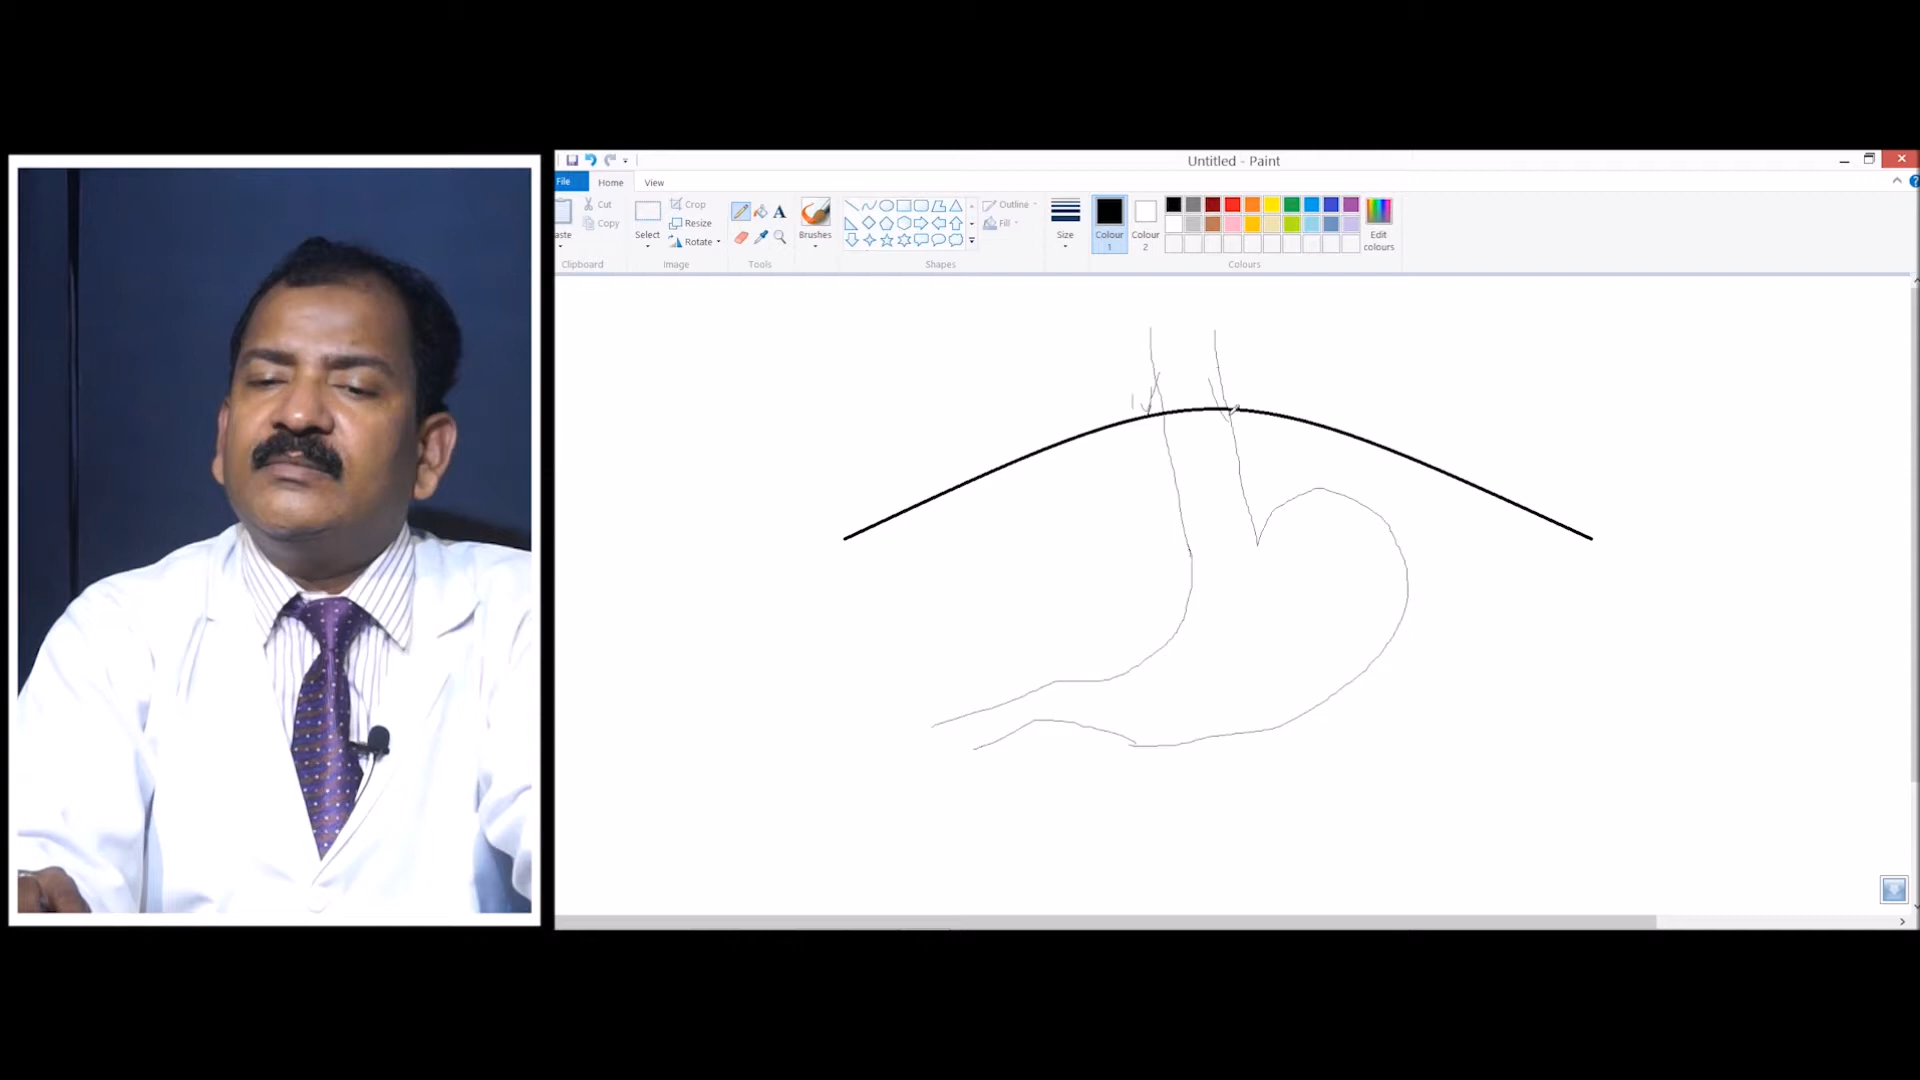 Untitled - Paint
File Home View
Cut
Copy
aste
Clipboard
Select
Crop
Resize
Rotate
Image
Tools
Brushes
Shapes
Outline
Fill
Size
Colour 1
Colour 2
Edit colours
Colours